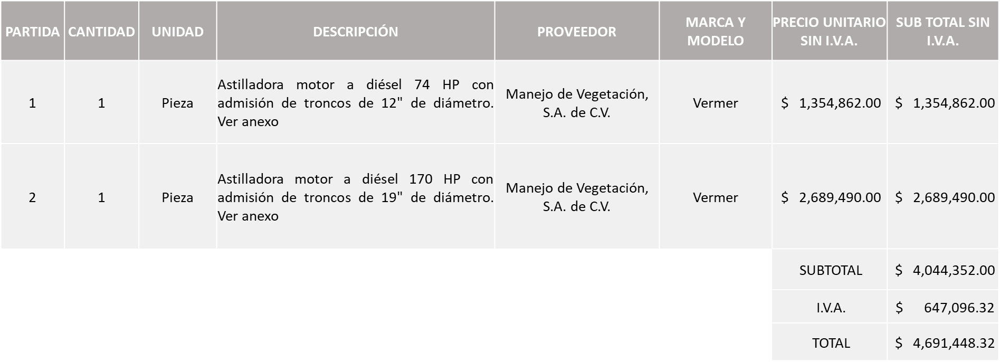 PARTIDA CANTIDAD UNIDAD DESCRIPCIÓN PROVEEDOR MARCA Y MODELO PRECIO UNITARIO SIN I.V.A. SUB TOTAL SIN I.V.A.
1 1 Pieza Astilladora motor a diésel 74 HP con admisión de troncos de 12" de diámetro. Ver anexo Manejo de Vegetación, S.A. de C.V. Vermer $ 1,354,862.00 $ 1,354,862.00
2 1 Pieza Astilladora motor a diésel 170 HP con admisión de troncos de 19" de diámetro. Ver anexo Manejo de Vegetación, S.A. de C.V. Vermer $ 2,689,490.00 $ 2,689,490.00
SUBTOTAL $ 4,044,352.00
I.V.A. $ 647,096.32
TOTAL $ 4,691,448.32